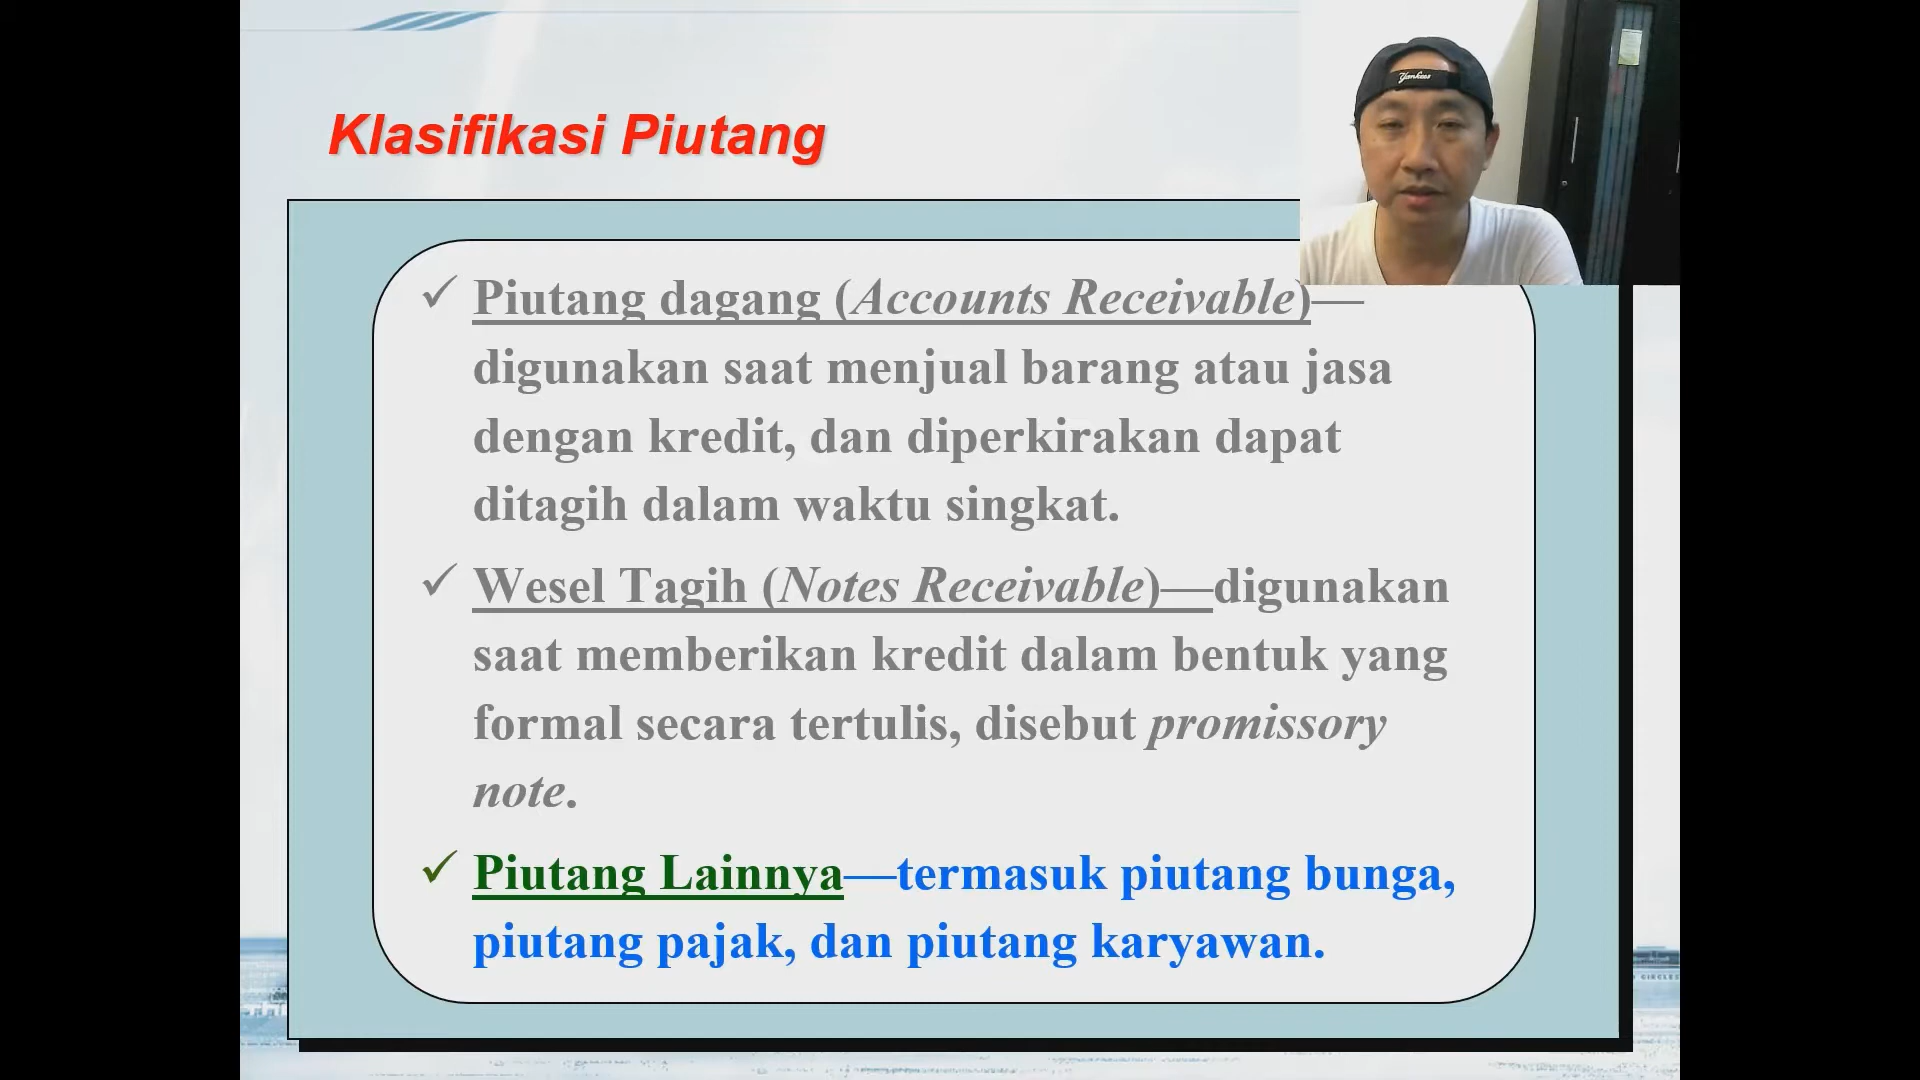 Yankees
Klasifikasi Piutang
✓ Piutang dagang (Accounts Receivable)—
digunakan saat menjual barang atau jasa
dengan kredit, dan diperkirakan dapat
ditagih dalam waktu singkat.
✓ Wesel Tagih (Notes Receivable)—digunakan
saat memberikan kredit dalam bentuk yang
formal secara tertulis, disebut promissory
note.
✓ Piutang Lainnya—termasuk piutang bunga,
piutang pajak, dan piutang karyawan.